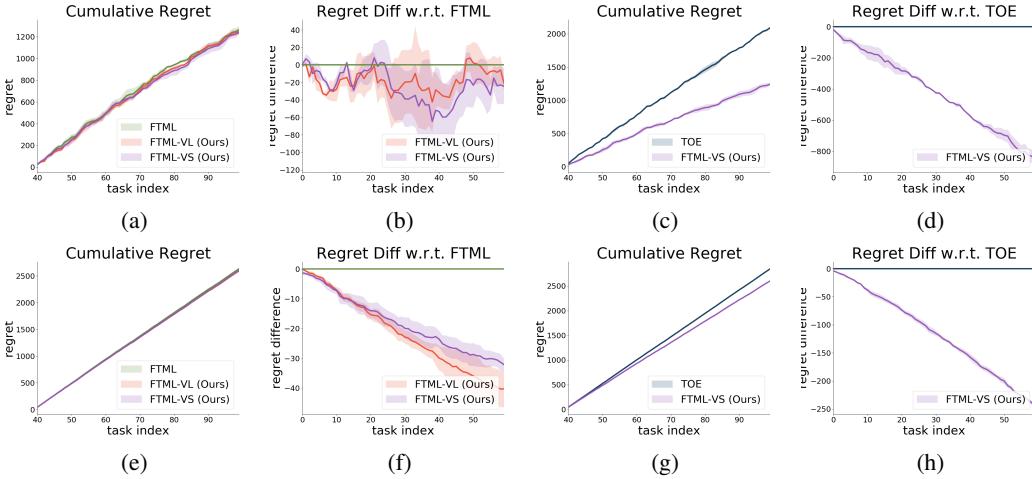 Cumulative Regret
regret
1200
1000
800
600
400
200
0
40 50 60 70 80 90
task index
FTML
FTML-VL (Ours)
FTML-VS (Ours)
(a)
Regret Diff w.r.t. FTML
regret difference
40
20
0
−20
−40
−60
−80
−100
−120
0 10 20 30 40 50
task index
FTML-VL (Ours)
FTML-VS (Ours)
(b)
Cumulative Regret
regret
2000
1500
1000
500
0
40 50 60 70 80 90
task index
TOE
FTML-VS (Ours)
(c)
Regret Diff w.r.t. TOE
regret difference
0
−200
−400
−600
−800
0 10 20 30 40 50
task index
FTML-VS (Ours)
(d)
Cumulative Regret
regret
2500
2000
1500
1000
500
0
40 50 60 70 80 90
task index
FTML
FTML-VL (Ours)
FTML-VS (Ours)
(e)
Regret Diff w.r.t. FTML
regret difference
0
−10
−20
−30
−40
0 10 20 30 40 50
task index
FTML-VL (Ours)
FTML-VS (Ours)
(f)
Cumulative Regret
regret
2500
2000
1500
1000
500
0
40 50 60 70 80 90
task index
TOE
FTML-VS (Ours)
(g)
Regret Diff w.r.t. TOE
regret difference
0
−50
−100
−150
−200
−250
0 10 20 30 40 50
task index
FTML-VS (Ours)
(h)